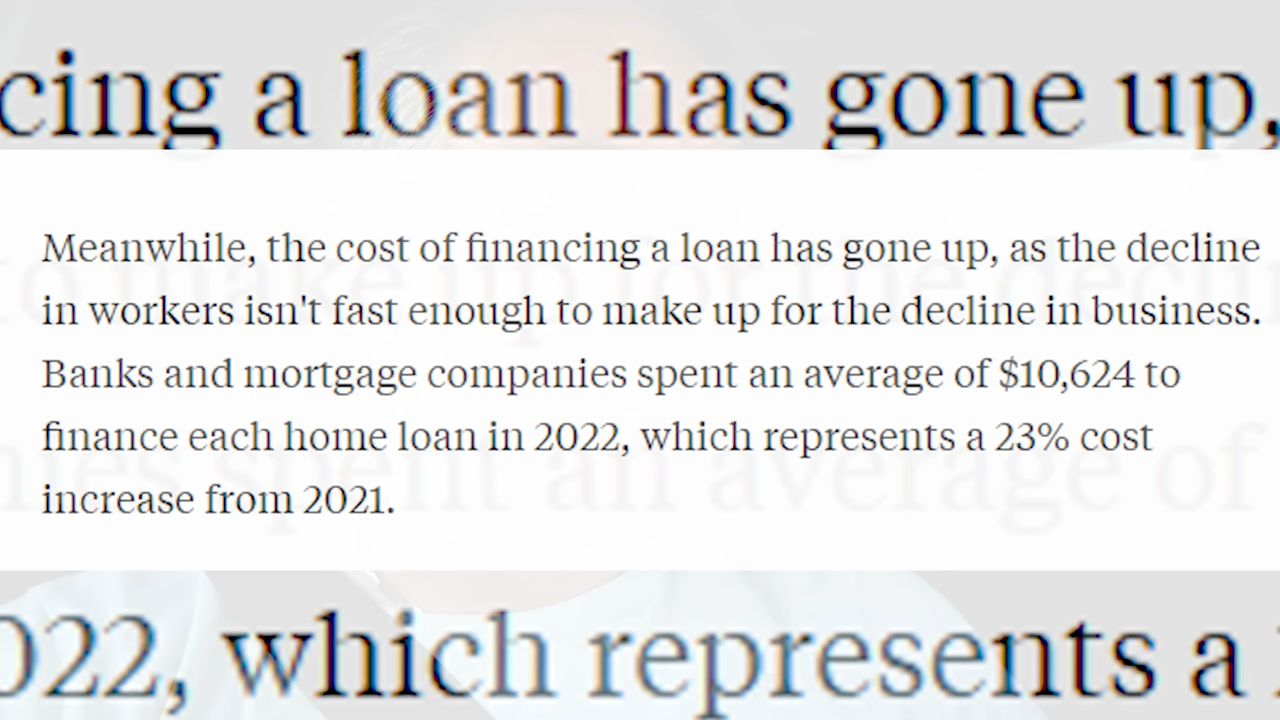 cing a loan has gone up,
Meanwhile, the cost of financing a loan has gone up, as the decline
in workers isn't fast enough to make up for the decline in business.
Banks and mortgage companies spent an average of $10,624 to
finance each home loan in 2022, which represents a 23% cost
increase from 2021.
022, which represents a